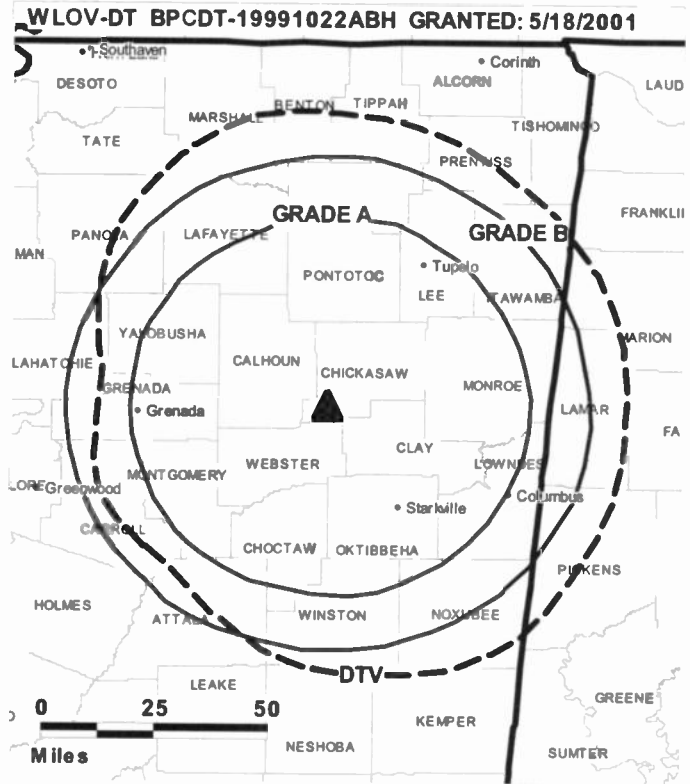 WLOV-DT BPCDT-19991022ABH GRANTED: 5/18/2001
Southaven
Corinth
DESOTO
ALCORN
LAUD
BENTON
TIPPAH
MARSHALL
TISHOMINGO
TATE
PRENTISS
GRADE A
FRANKLI
PANOLA
LAFAYETTE
GRADE B
MAN
PONTOTOC
Tupelo
LEE
ITAWAMBA
YALOBUSHA
MARION
LAHATCHIE
CALHOUN
CHICKASAW
GRENADA
MONROE
Grenada
LAMAR
FA
CLAY
WEBSTER
LOWNDES
MONTGOMERY
LORE
Greenwood
Columbus
Starkville
CARROLL
CHOCTAW
OKTIBBEHA
PICKENS
HOLMES
WINSTON
NOXUBEE
ATTALA
DTV
LEAKE
GREENE
0 25 50
KEMPER
Miles
NESHOBA
SUMTER